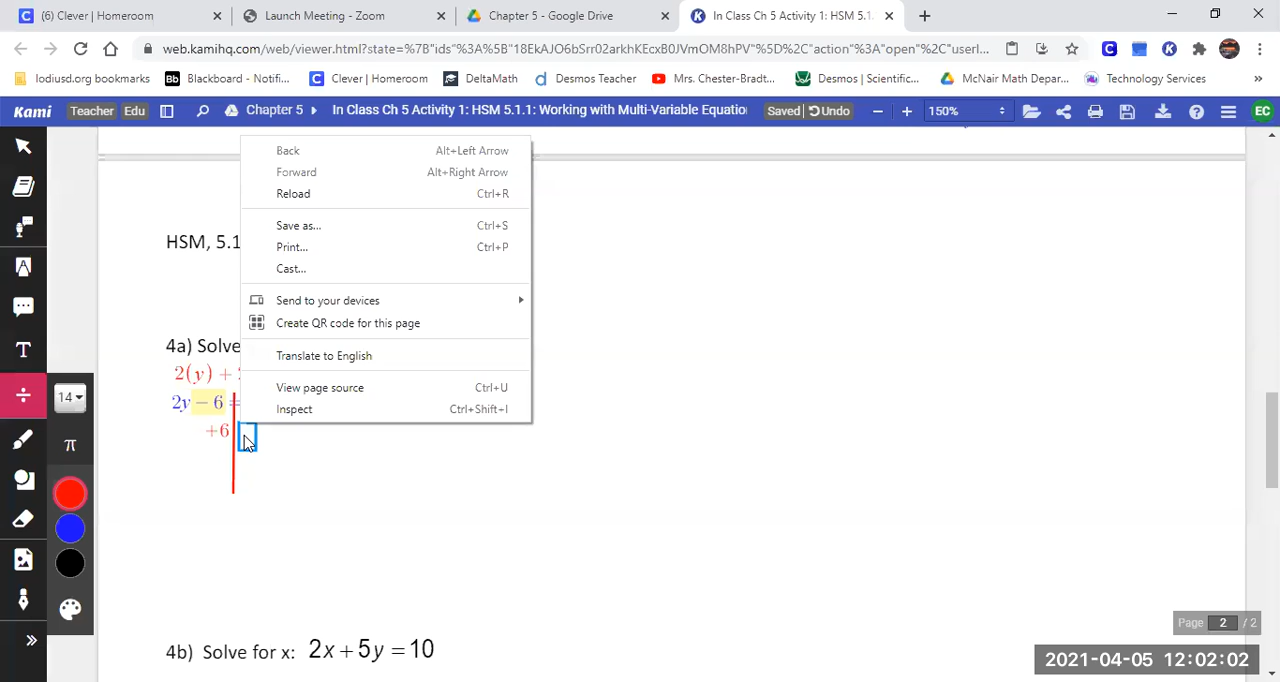 (6) Clever | Homeroom
Launch Meeting - Zoom
Chapter 5 - Google Drive
In Class Ch 5 Activity 1: HSM 5.1.
web.kamihq.com/web/viewer.html?state=%7B"ids"%3A%5B"18EkAJO6bSrr02arkhKEcxB0JVmOM8hPV"%5D%2C"action"%3A"open"%2C"userI...
lodiusd.org bookmarks
Blackboard - Notifi...
Clever | Homeroom
DeltaMath
Desmos Teacher
Mrs. Chester-Bradt...
Desmos | Scientific...
McNair Math Depar...
Technology Services
»
Kami
Teacher
Edu
Chapter 5
In Class Ch 5 Activity 1: HSM 5.1.1: Working with Multi-Variable Equatio
Saved
Undo
150%
EC
Back Alt+Left Arrow
Forward Alt+Right Arrow
Reload Ctrl+R
Save as... Ctrl+S
Print... Ctrl+P
Cast...
Send to your devices
Create QR code for this page
Translate to English
View page source Ctrl+U
Inspect Ctrl+Shift+I
HSM, 5.1
4a) Solve
2(y) +
2y − 6 =
+6
14
π
4b) Solve for x: 2x + 5y = 10
Page 2 / 2
2021-04-05 12:02:02